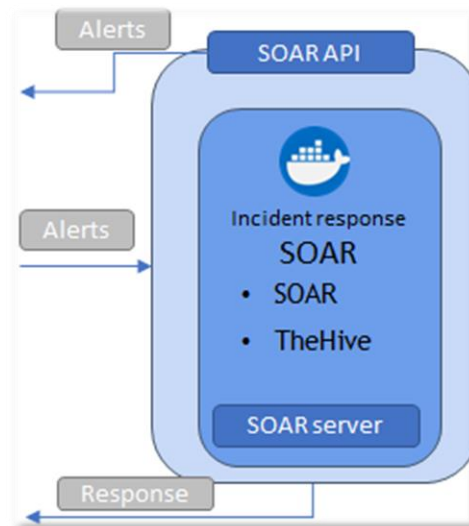 Alerts
SOAR API
Incident response
Alerts
SOAR
• SOAR
• TheHive
SOAR server
Response